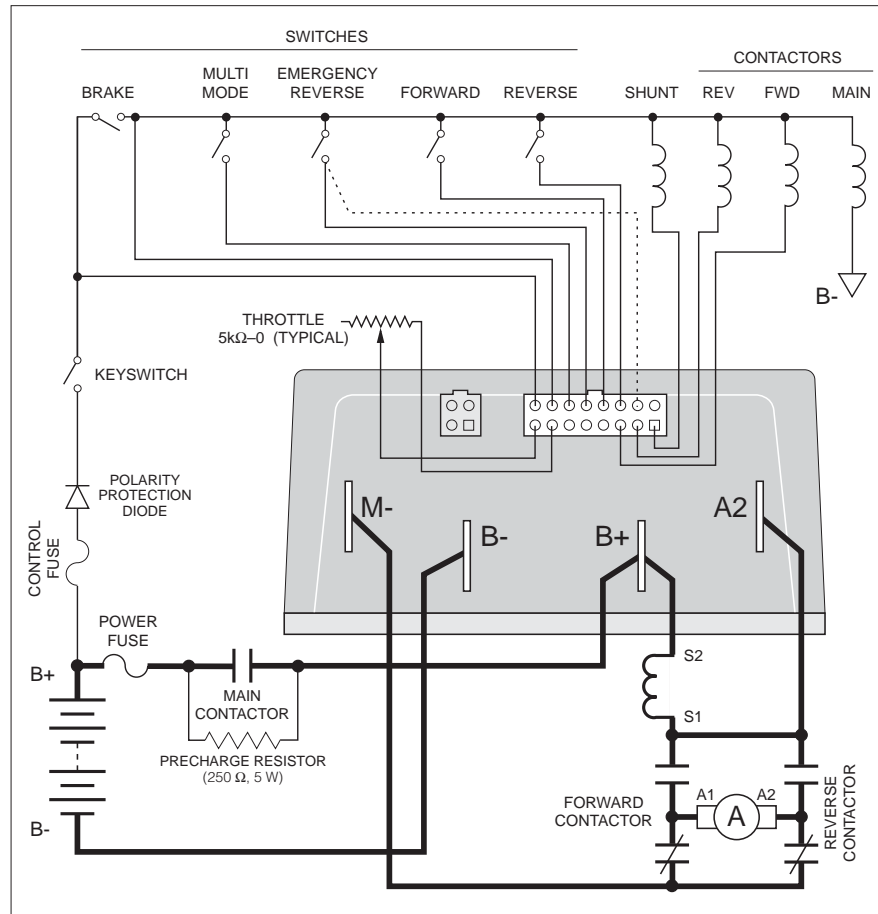 SWITCHES
CONTACTORS
BRAKE
MULTI
MODE
EMERGENCY
REVERSE
FORWARD
REVERSE
SHUNT
REV
FWD
MAIN
B-
THROTTLE
5kΩ–0 (TYPICAL)
KEYSWITCH
POLARITY
PROTECTION
DIODE
CONTROL
FUSE
M-
B-
B+
A2
POWER
FUSE
B+
MAIN
CONTACTOR
PRECHARGE RESISTOR
(250 Ω, 5 W)
B-
S2
S1
FORWARD
CONTACTOR
A1
A
A2
REVERSE
CONTACTOR